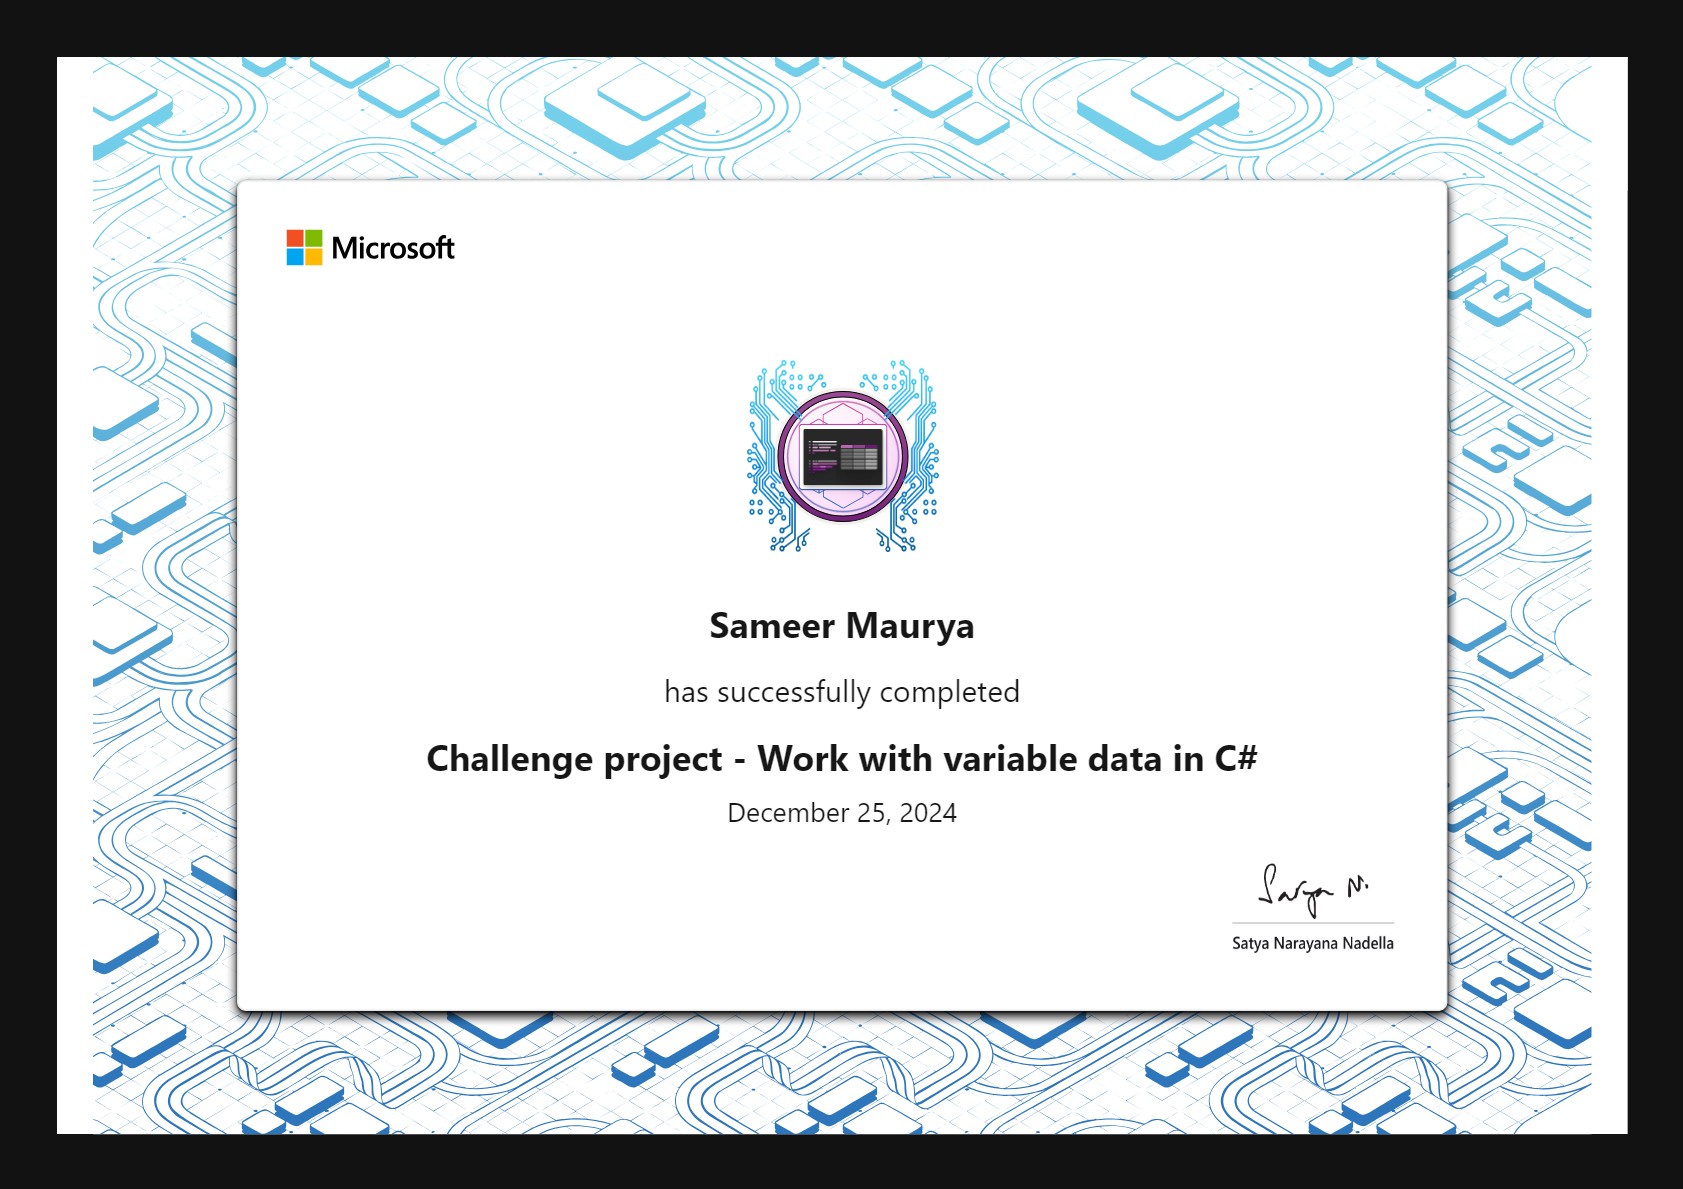 Microsoft
Sameer Maurya
has successfully completed
Challenge project - Work with variable data in C#
December 25, 2024
Satya N.
Satya Narayana Nadella